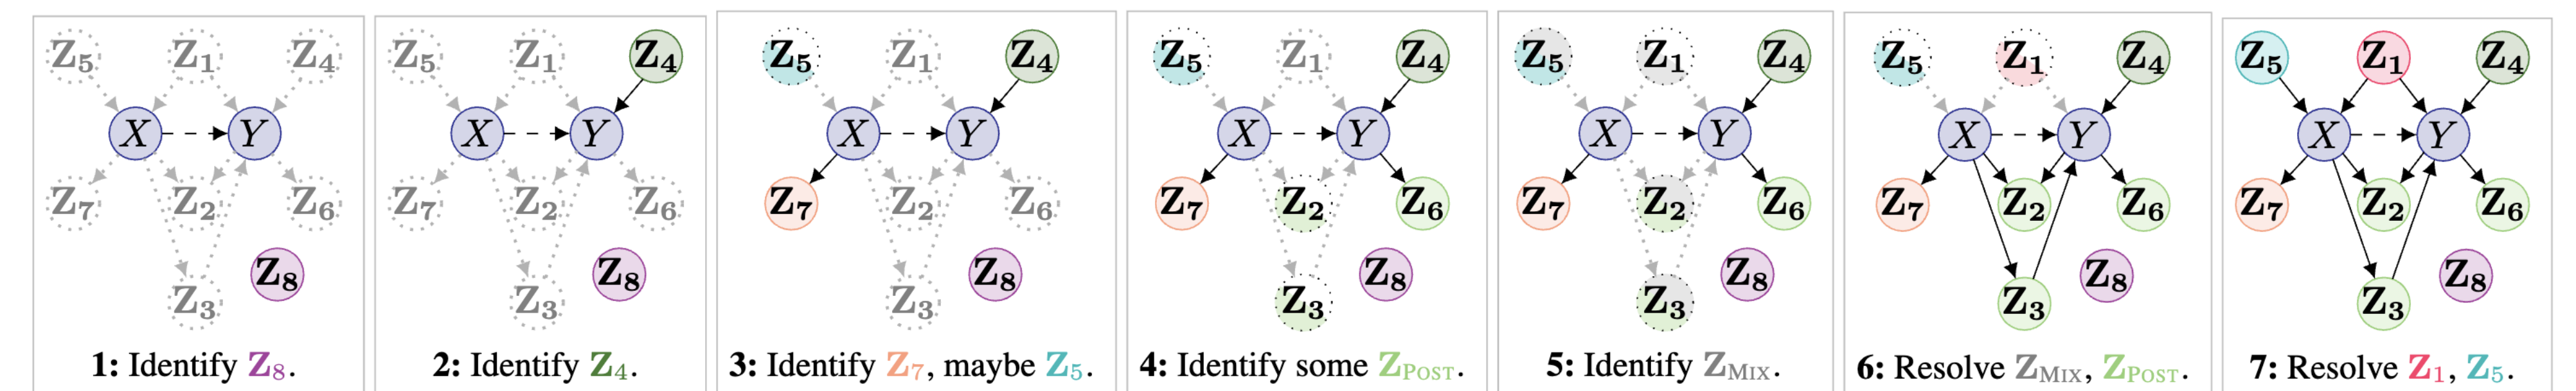 Z5 Z1 Z4
X Y
Z7 Z2 Z6
Z8
Z3
1: Identify Z8.
Z5 Z1 Z4
X Y
Z7 Z2 Z6
Z8
Z3
2: Identify Z4.
Z5 Z1 Z4
X Y
Z7 Z2 Z6
Z8
Z3
3: Identify Z7, maybe Z5.
Z5 Z1 Z4
X Y
Z7 Z2 Z6
Z8
Z3
4: Identify some ZPOST.
Z5 Z1 Z4
X Y
Z7 Z2 Z6
Z8
Z3
5: Identify ZMIX.
Z5 Z1 Z4
X Y
Z7 Z2 Z6
Z8
Z3
6: Resolve ZMIX, ZPOST.
Z5 Z1 Z4
X Y
Z7 Z2 Z6
Z8
Z3
7: Resolve Z1, Z5.